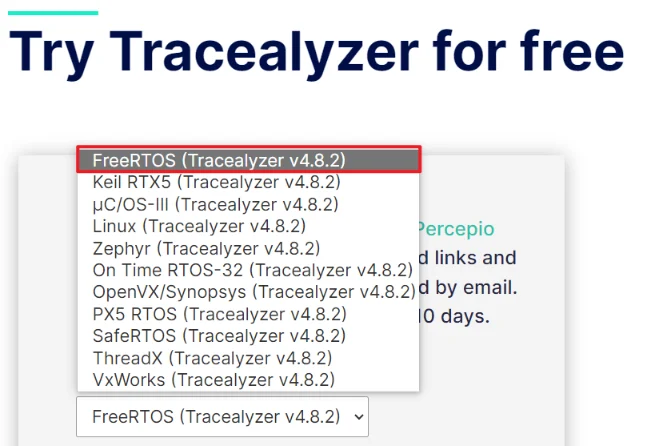 Try Tracealyzer for free
FreeRTOS (Tracealyzer v4.8.2)
Keil RTX5 (Tracealyzer v4.8.2)
µC/OS-III (Tracealyzer v4.8.2)
Linux (Tracealyzer v4.8.2)
Zephyr (Tracealyzer v4.8.2)
On Time RTOS-32 (Tracealyzer v4.8.2)
OpenVX/Synopsys (Tracealyzer v4.8.2)
PX5 RTOS (Tracealyzer v4.8.2)
SafeRTOS (Tracealyzer v4.8.2)
ThreadX (Tracealyzer v4.8.2)
VxWorks (Tracealyzer v4.8.2)
Percepio
links and
by email.
10 days.
FreeRTOS (Tracealyzer v4.8.2)